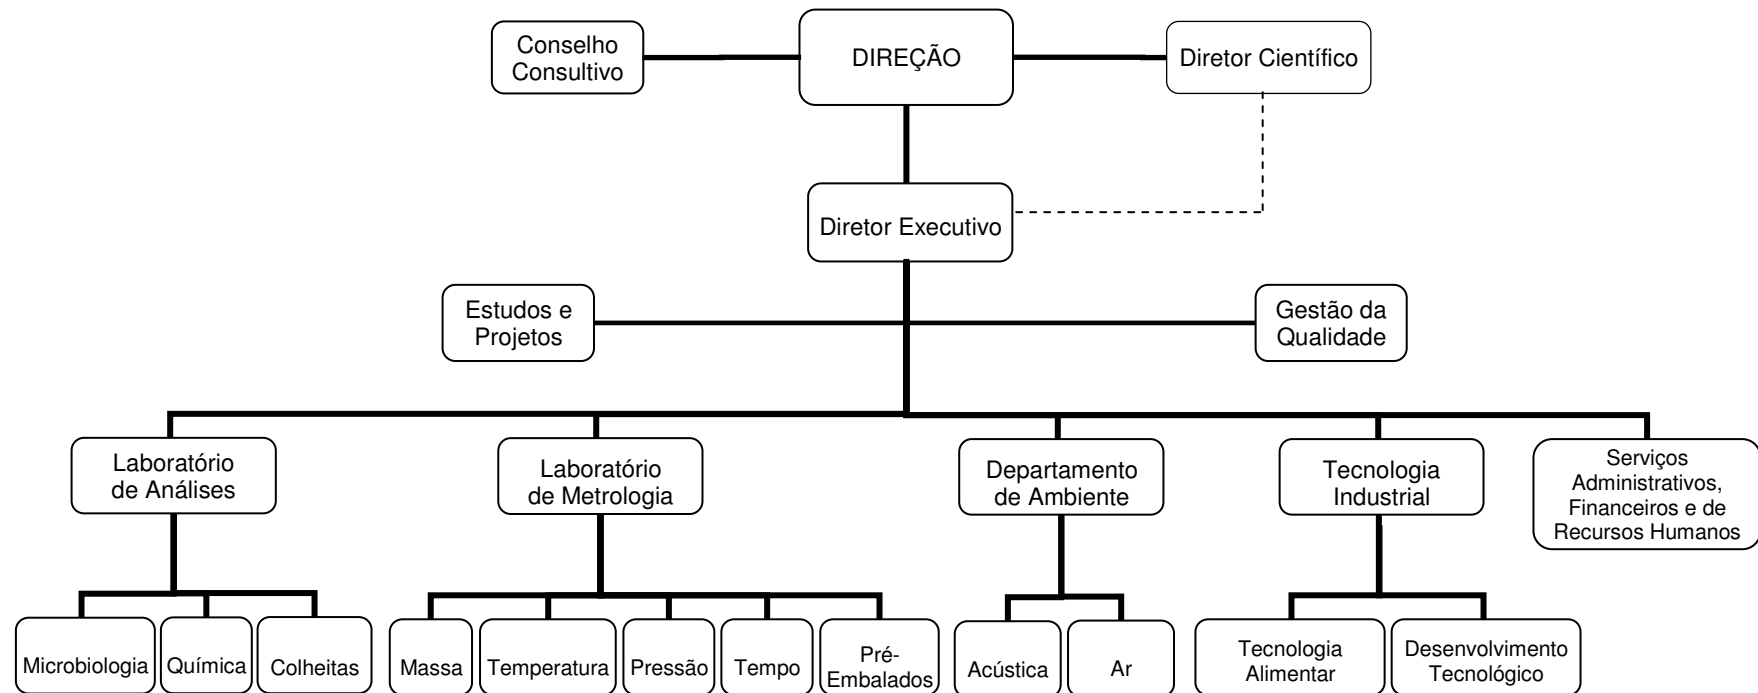 Conselho
Consultivo
DIREÇÃO
Diretor Científico
Diretor Executivo
Estudos e
Projetos
Gestão da
Qualidade
Laboratório
de Análises
Laboratório
de Metrologia
Departamento
de Ambiente
Tecnologia
Industrial
Serviços
Administrativos,
Financeiros e de
Recursos Humanos
Microbiologia
Química
Colheitas
Massa
Temperatura
Pressão
Tempo
Pré-
Embalados
Acústica
Ar
Tecnologia
Alimentar
Desenvolvimento
Tecnológico